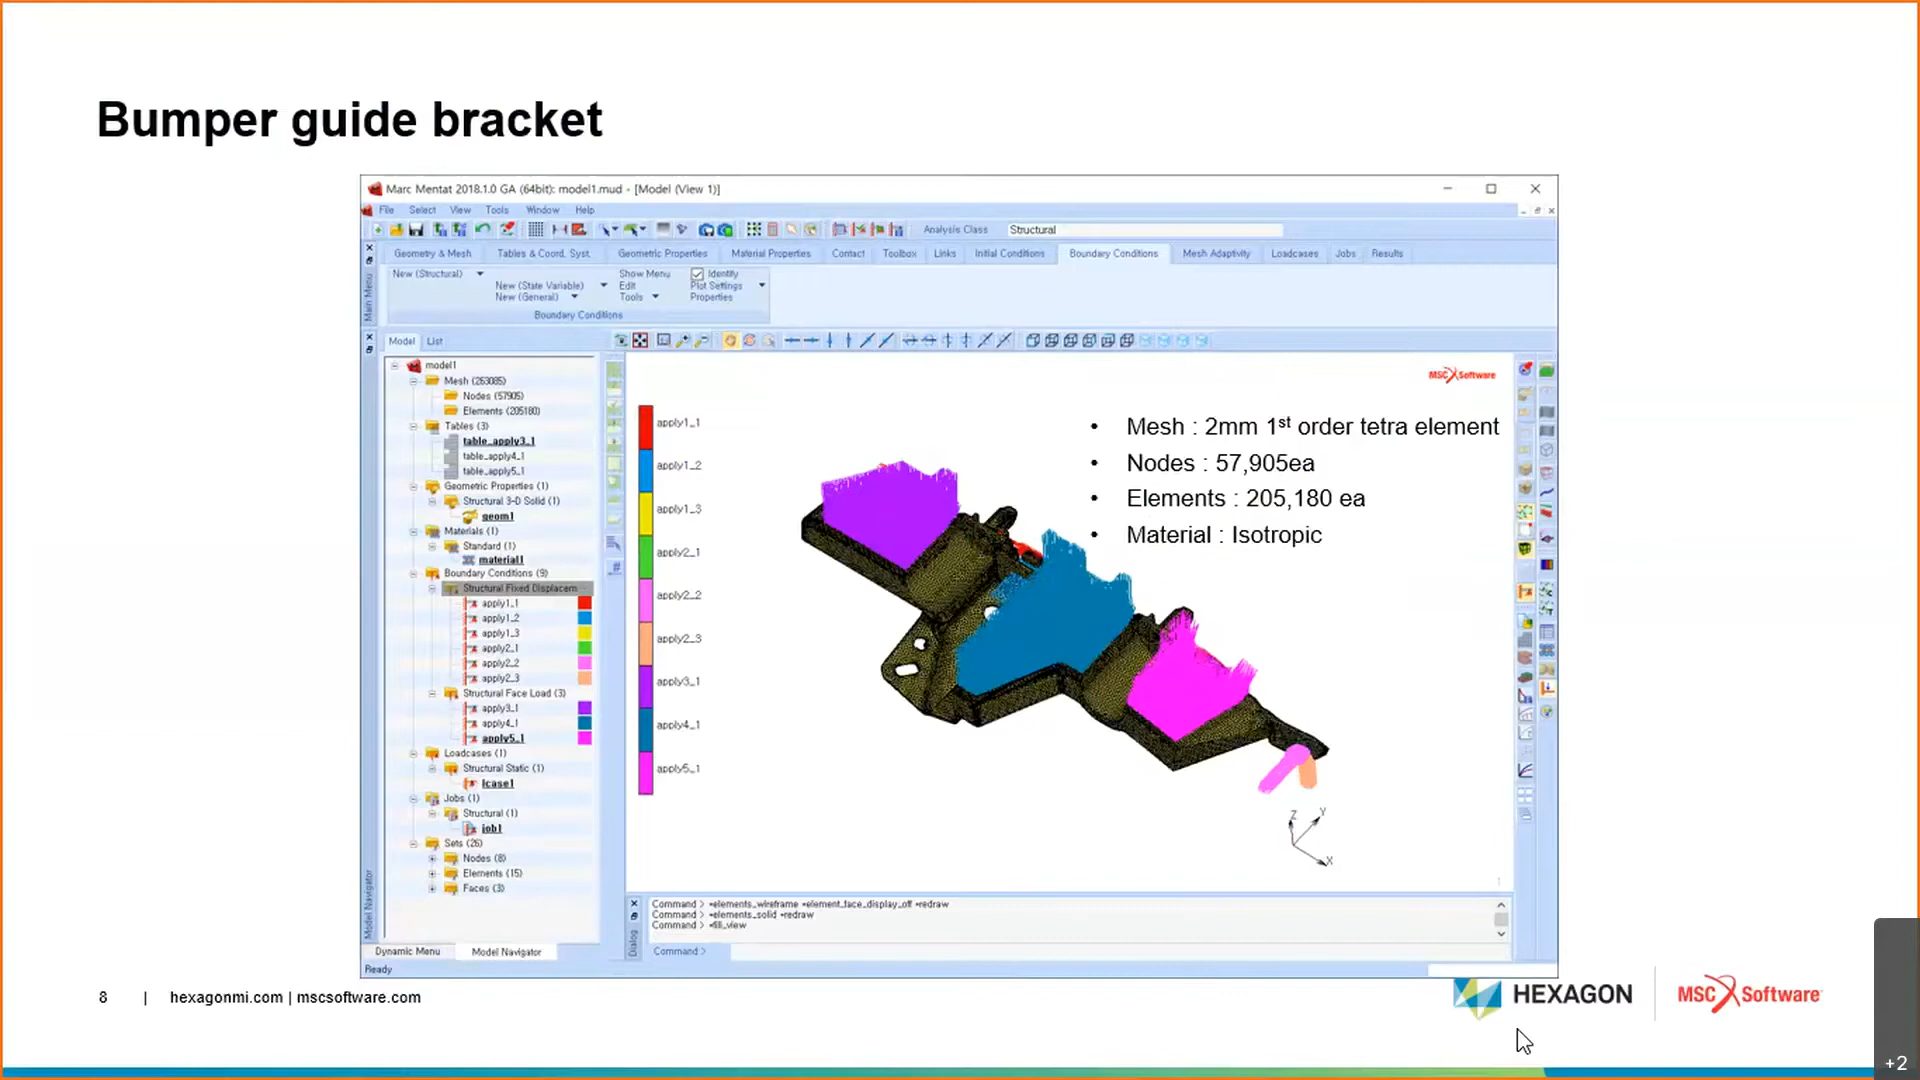 Bumper guide bracket
Marc Mentat 2018.1.0 GA (64bit): model1.mud - [Model (View 1)]
File Select View Tools Window Help
Analysis Class Structural
Geometry & Mesh Tables & Coord. Syst. Geometric Properties Material Properties Contact Toolbox Links Initial Conditions Boundary Conditions Mesh Adaptivity Loadcases Jobs Results
New (Structural) Show Menu Identify
New (State Variable) Edit Plot Settings
New (General) Tools Properties
Boundary Conditions
Main Menu
Model List
model1
Mesh (263085)
Nodes (57905)
Elements (205180)
Tables (3)
table_apply3_1
table_apply4_1
table_apply5_1
Geometric Properties (1)
Structural 3-D Solid (1)
geom1
Materials (1)
Standard (1)
material1
Boundary Conditions (9)
Structural Fixed Displacem
apply1_1
apply1_2
apply1_3
apply2_1
apply2_2
apply2_3
Structural Face Load (3)
apply3_1
apply4_1
apply5_1
Loadcases (1)
Structural Static (1)
lcase1
Jobs (1)
Structural (1)
job1
Sets (26)
Nodes (8)
Elements (15)
Faces (3)
Model Navigator
Dynamic Menu Model Navigator
Ready
apply1_1
apply1_2
apply1_3
apply2_1
apply2_2
apply2_3
apply3_1
apply4_1
apply5_1
MSC Software
• Mesh : 2mm 1st order tetra element
• Nodes : 57,905ea
• Elements : 205,180 ea
• Material : Isotropic
Z Y
X
1
Dialog
Command > *elements_wireframe *element_face_display_off *redraw
Command > *elements_solid *redraw
Command > *fill_view
Command >
8 | hexagonmi.com | mscsoftware.com
HEXAGON
MSC Software
+2